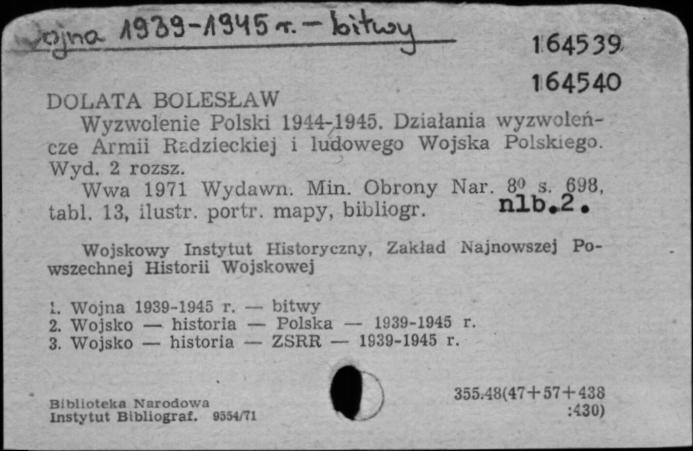 Wojna 1939-1945 r. - bitwy
164539
164540
DOLATA BOLESŁAW
Wyzwolenie Polski 1944-1945. Działania wyzwoleń-
cze Armii Radzieckiej i ludowego Wojska Polskiego.
Wyd. 2 rozsz.
Wwa 1971 Wydawn. Min. Obrony Nar. 8⁰ s. 698,
tabl. 13, ilustr. portr. mapy, bibliogr. nlb.2.
Wojskowy Instytut Historyczny, Zakład Najnowszej Po-
wszechnej Historii Wojskowej
1. Wojna 1939-1945 r. — bitwy
2. Wojsko — historia — Polska — 1939-1945 r.
3. Wojsko — historia — ZSRR — 1939-1945 r.
355.48(47+57+438
:430)
Biblioteka Narodowa
Instytut Bibliograf. 9554/71